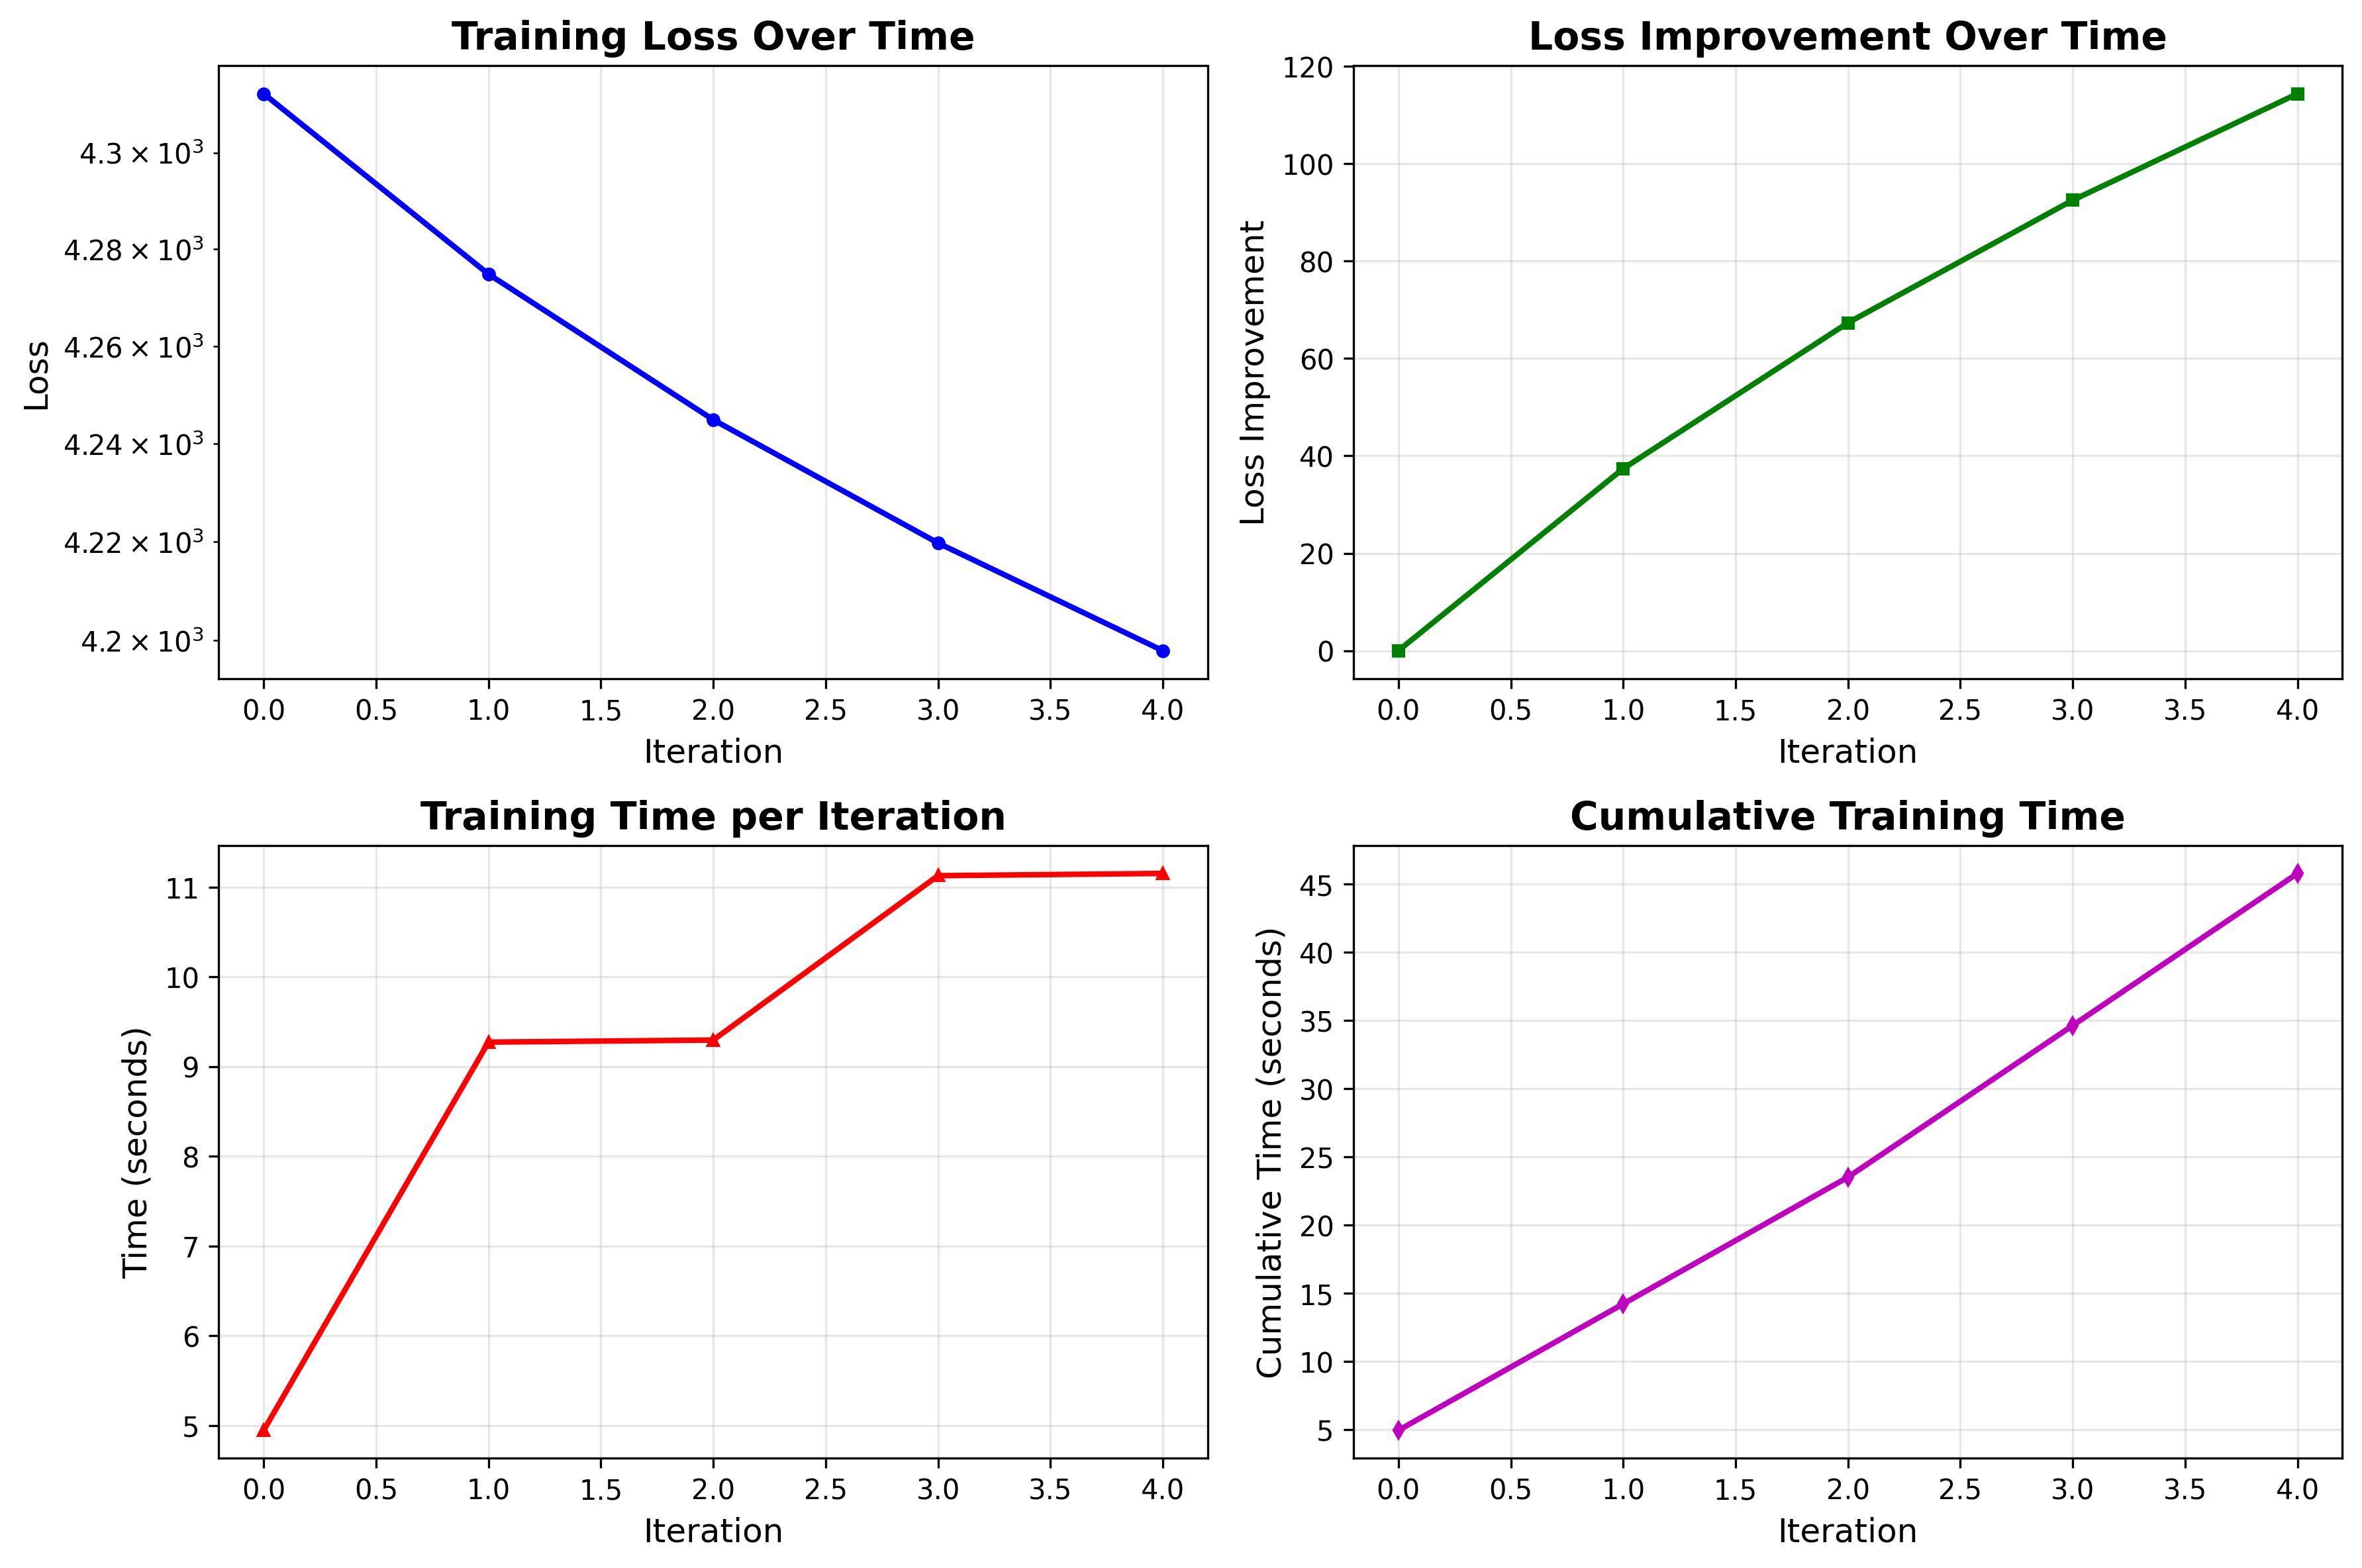 Training Loss Over Time
Loss
4.3 × 10³
4.28 × 10³
4.26 × 10³
4.24 × 10³
4.22 × 10³
4.2 × 10³
0.0 0.5 1.0 1.5 2.0 2.5 3.0 3.5 4.0
Iteration
Loss Improvement Over Time
Loss Improvement
120
100
80
60
40
20
0
0.0 0.5 1.0 1.5 2.0 2.5 3.0 3.5 4.0
Iteration
Training Time per Iteration
Time (seconds)
11
10
9
8
7
6
5
0.0 0.5 1.0 1.5 2.0 2.5 3.0 3.5 4.0
Iteration
Cumulative Training Time
Cumulative Time (seconds)
45
40
35
30
25
20
15
10
5
0.0 0.5 1.0 1.5 2.0 2.5 3.0 3.5 4.0
Iteration